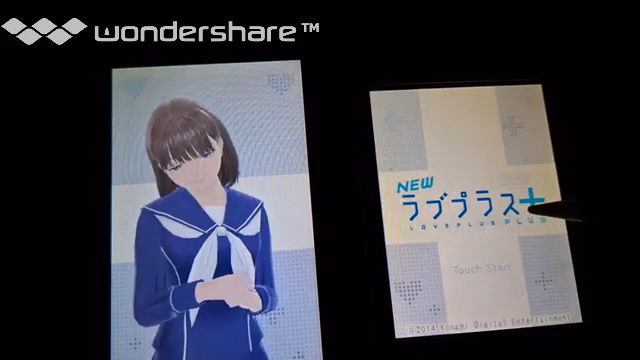 wondershare™
NEW
ラブプラス+
LOVEPLUS PLUS
Touch Start
©2014 Konami Digital Entertainment